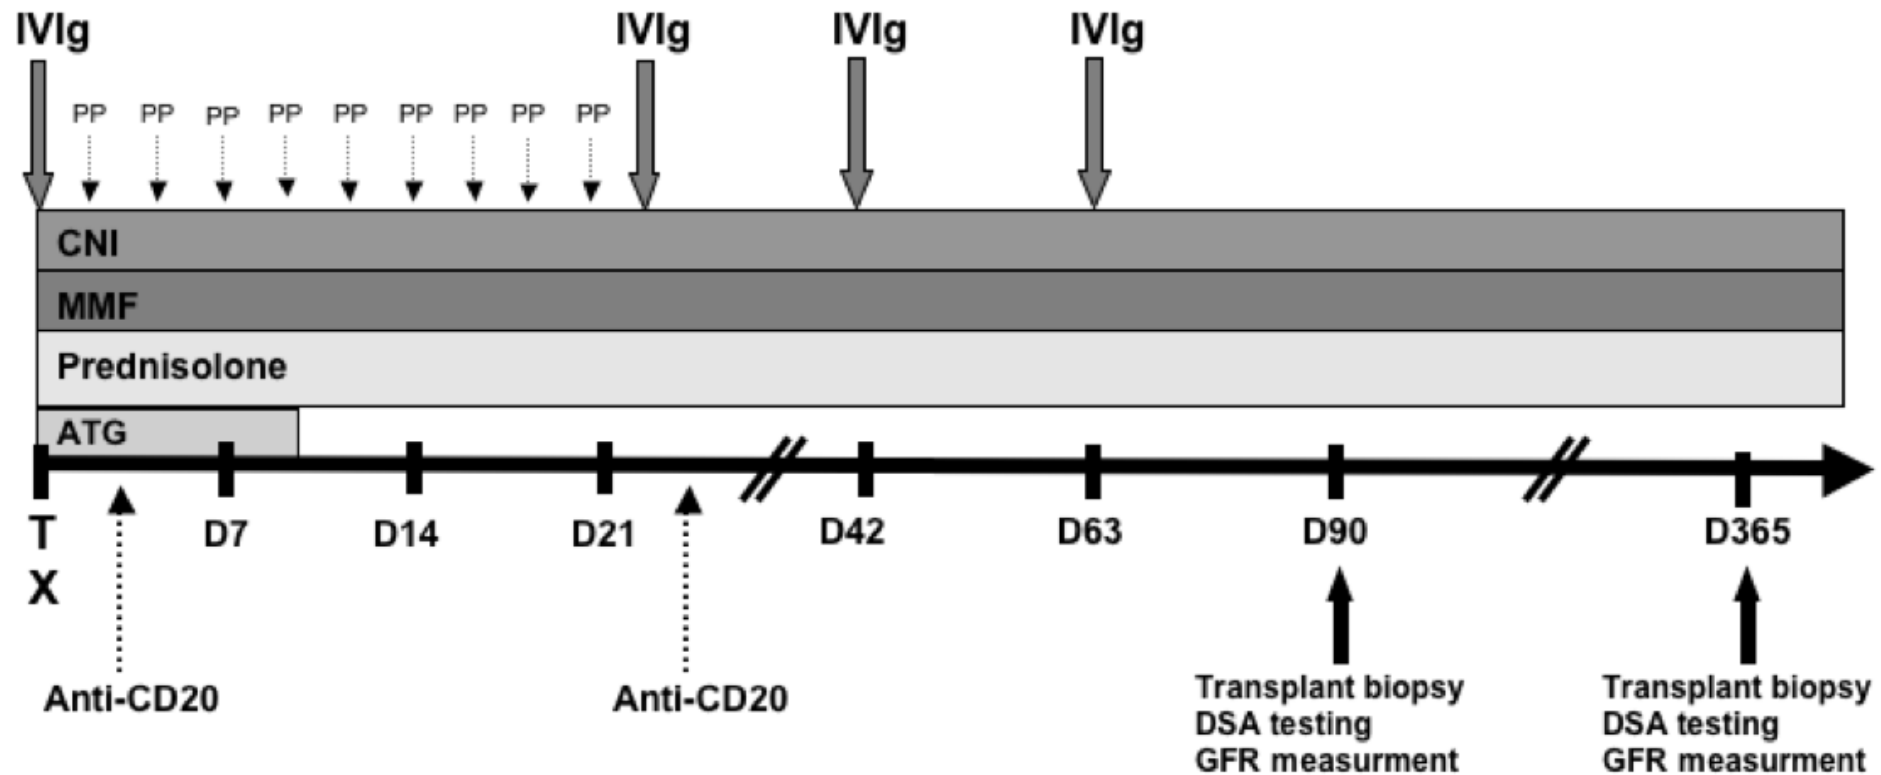 IVIg IVIg IVIg IVIg
PP PP PP PP PP PP PP PP PP
CNI
MMF
Prednisolone
ATG
T
X
D7 D14 D21 D42 D63 D90 D365
Anti-CD20 Anti-CD20
Transplant biopsy
DSA testing
GFR measurment
Transplant biopsy
DSA testing
GFR measurment